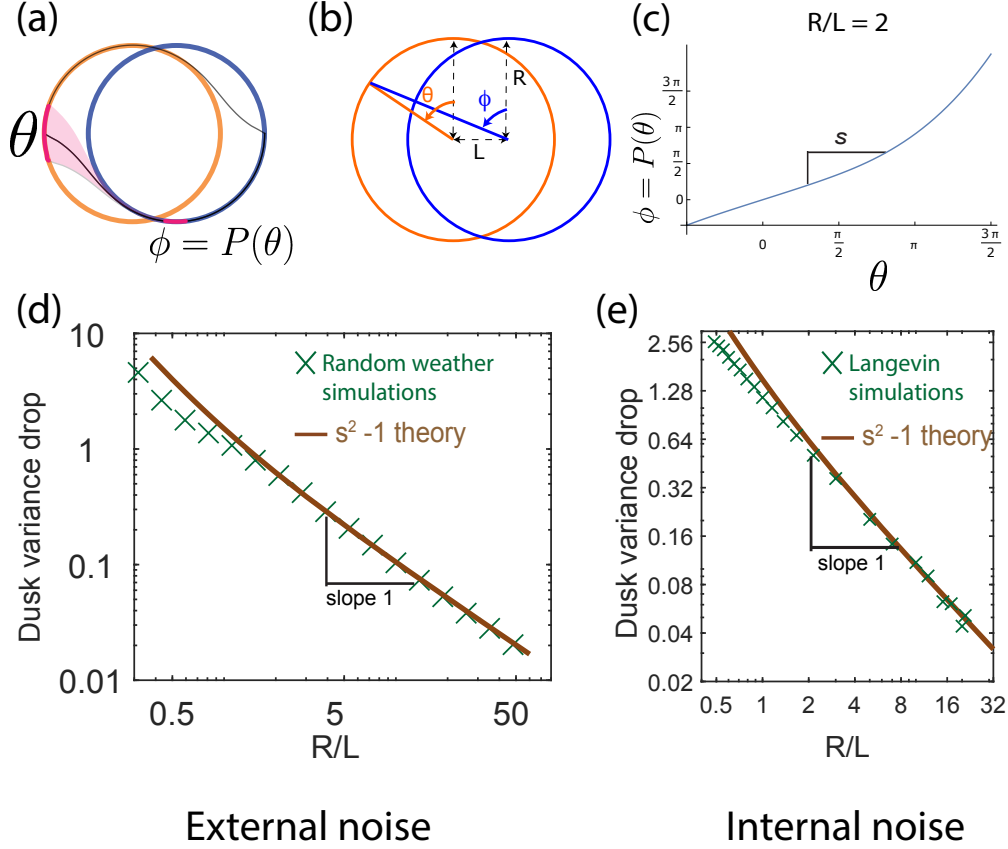 (a)
θ
ϕ = P(θ)
(b)
θ
ϕ
R
L
(c)
R/L = 2
ϕ = P(θ)
3π/2
π
π/2
0
s
0
π/2
π
3π/2
θ
(d)
Dusk variance drop
10
1
0.1
0.01
Random weather
simulations
s² -1 theory
slope 1
0.5
5
50
R/L
External noise
(e)
Dusk variance drop
2.56
1.28
0.64
0.32
0.16
0.08
0.04
0.02
Langevin
simulations
s² -1 theory
slope 1
0.5
1
2
4
8
16
32
R/L
Internal noise